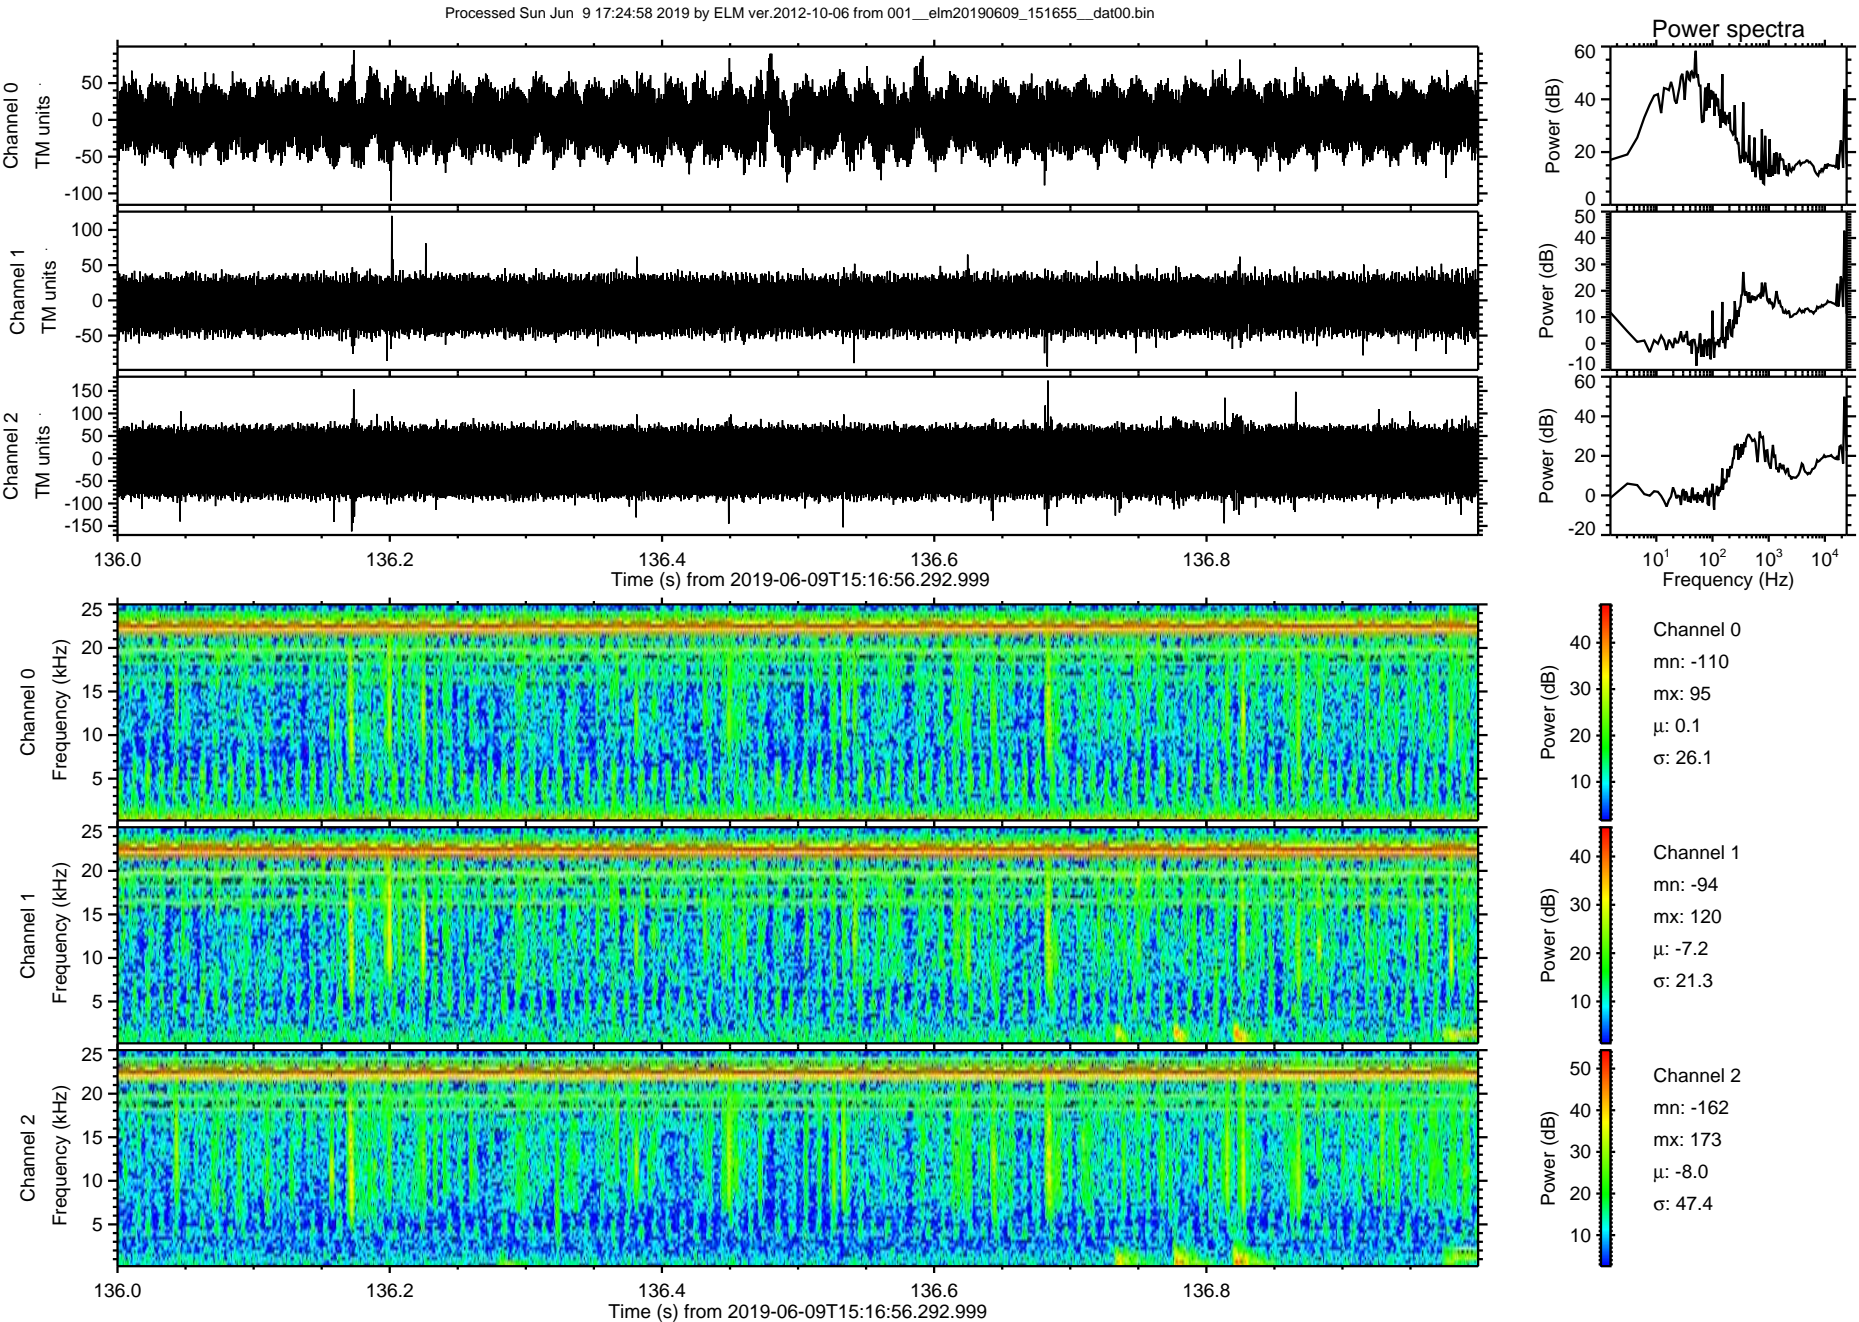 Processed Sun Jun  9 17:24:58 2019 by ELM ver.2012-10-06 from 001__elm20190609_151655__dat00.bin
Power spectra
Channel 0
TM units
50
0
-50
-100
Power (dB)
60
40
20
0
Channel 1
TM units
100
50
0
-50
Power (dB)
50
40
30
20
10
0
-10
Channel 2
TM units
150
100
50
0
-50
-100
-150
Power (dB)
60
40
20
0
-20
136.0 136.2 136.4 136.6 136.8
Time (s) from 2019-06-09T15:16:56.292.999
10¹ 10² 10³ 10⁴
Frequency (Hz)
Channel 0
Frequency (kHz)
25
20
15
10
5
Power (dB)
40
30
20
10
Channel 0
mn: -110
mx: 95
μ: 0.1
σ: 26.1
Channel 1
Frequency (kHz)
25
20
15
10
5
Power (dB)
40
30
20
10
Channel 1
mn: -94
mx: 120
μ: -7.2
σ: 21.3
Channel 2
Frequency (kHz)
25
20
15
10
5
Power (dB)
50
40
30
20
10
Channel 2
mn: -162
mx: 173
μ: -8.0
σ: 47.4
136.0 136.2 136.4 136.6 136.8
Time (s) from 2019-06-09T15:16:56.292.999